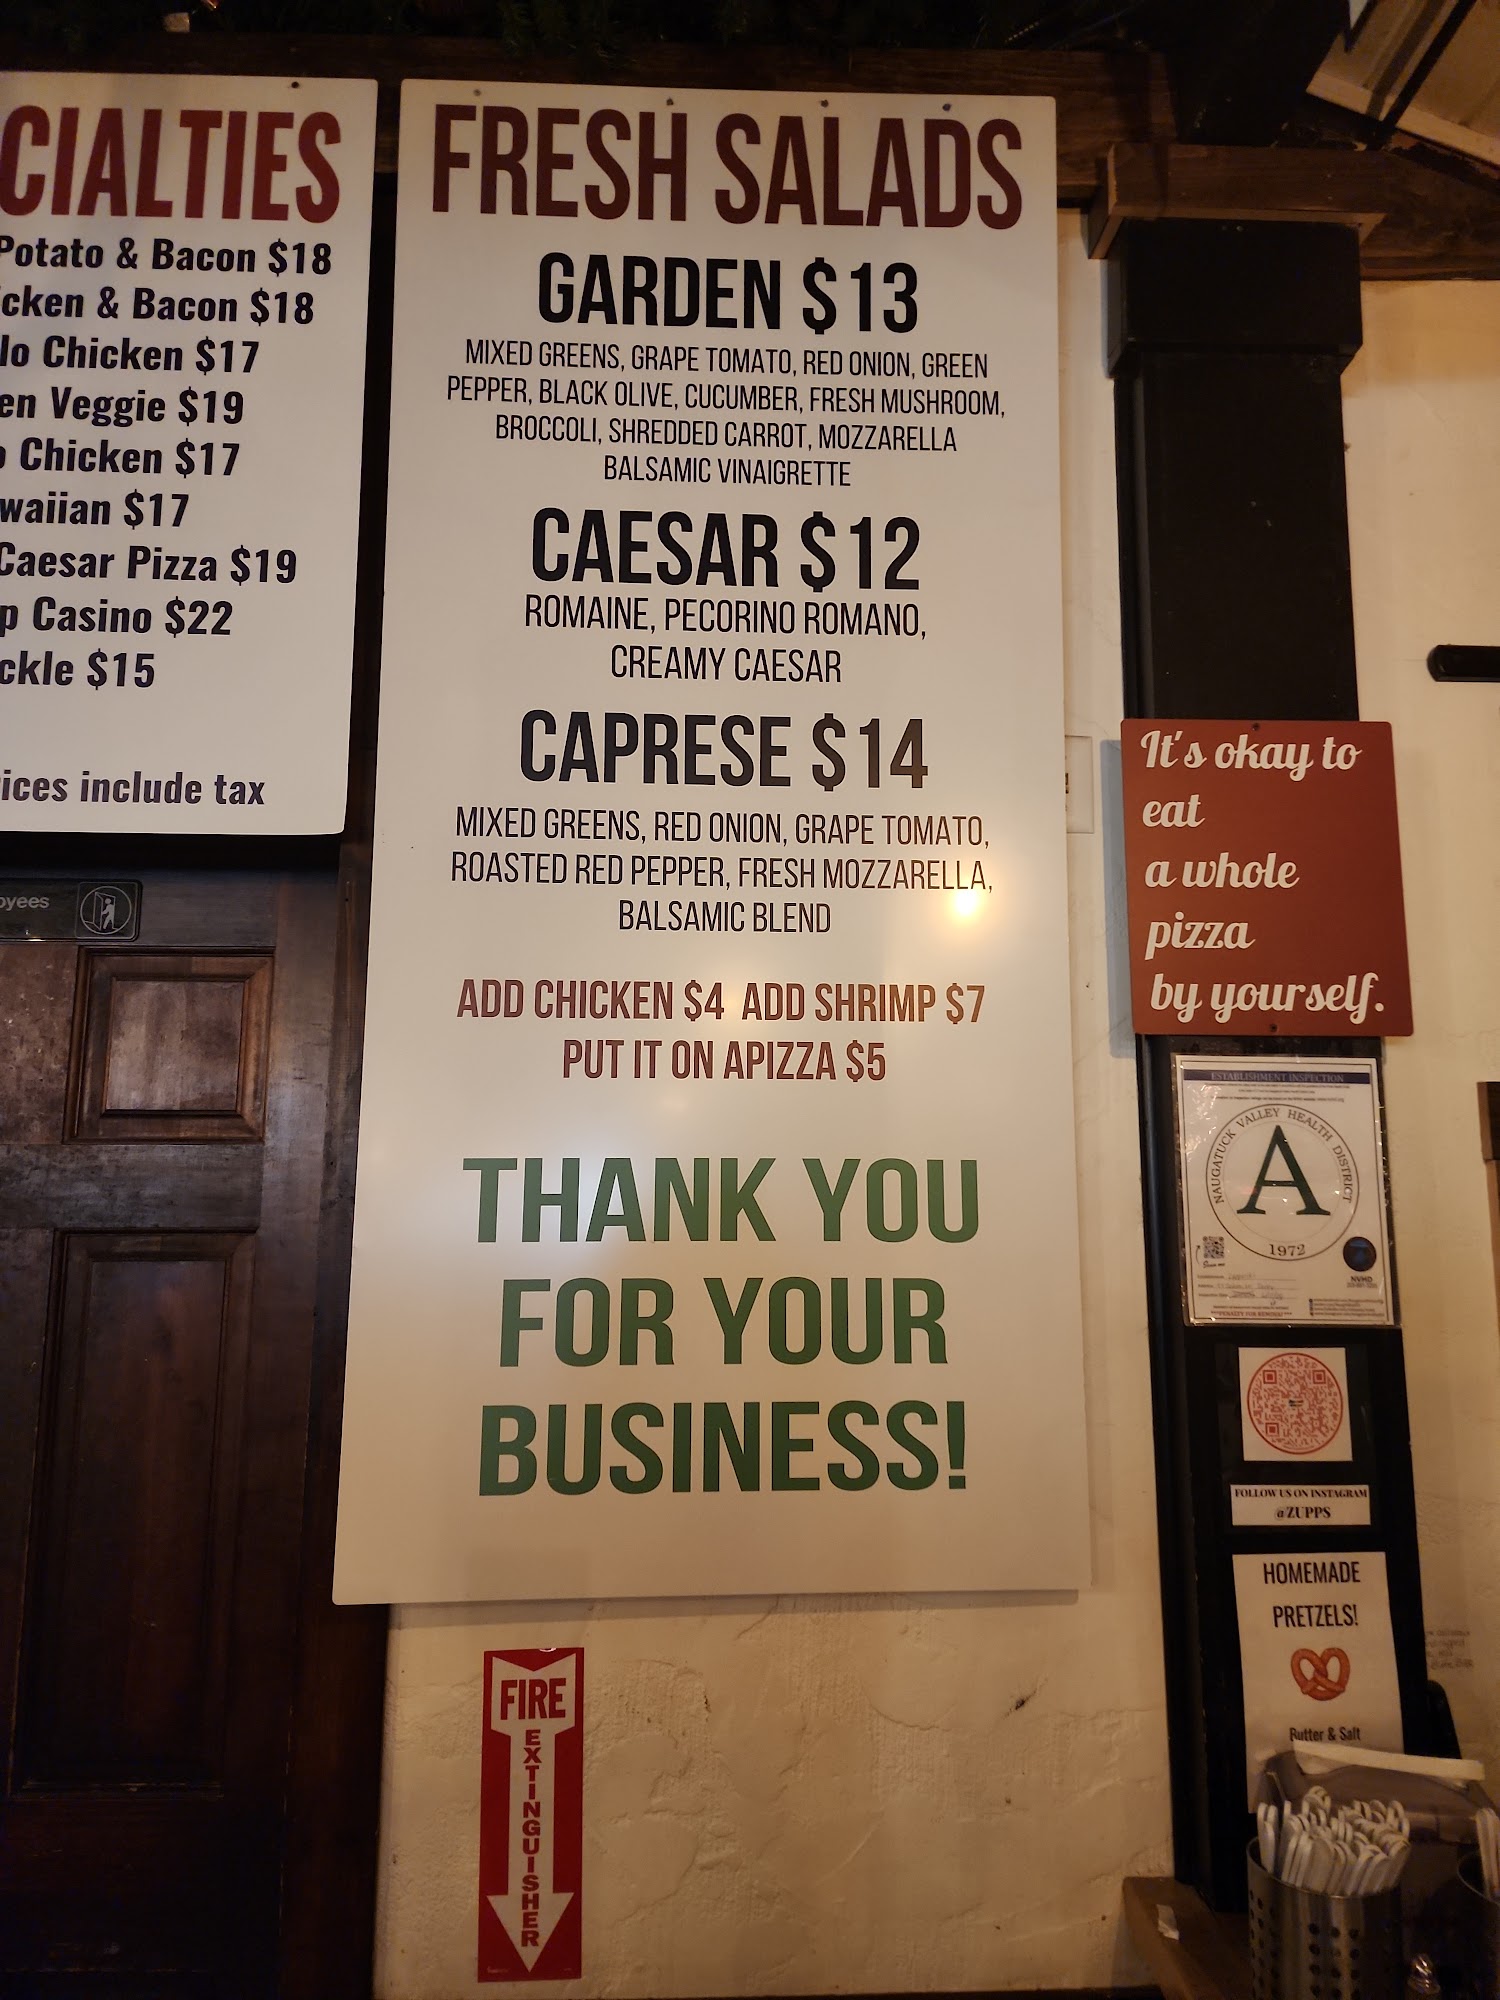 CIALTIES
Potato & Bacon $18
cken & Bacon $18
lo Chicken $17
en Veggie $19
o Chicken $17
waiian $17
Caesar Pizza $19
p Casino $22
ckle $15
ices include tax
oyees
FRESH SALADS
GARDEN $13
MIXED GREENS, GRAPE TOMATO, RED ONION, GREEN
PEPPER, BLACK OLIVE, CUCUMBER, FRESH MUSHROOM,
BROCCOLI, SHREDDED CARROT, MOZZARELLA
BALSAMIC VINAIGRETTE
CAESAR $12
ROMAINE, PECORINO ROMANO,
CREAMY CAESAR
CAPRESE $14
MIXED GREENS, RED ONION, GRAPE TOMATO,
ROASTED RED PEPPER, FRESH MOZZARELLA,
BALSAMIC BLEND
ADD CHICKEN $4 ADD SHRIMP $7
PUT IT ON APIZZA $5
THANK YOU
FOR YOUR
BUSINESS!
FIRE
EXTINGUISHER
It's okay to
eat
a whole
pizza
by yourself.
ESTABLISHMENT INSPECTION
NAUGATUCK VALLEY HEALTH DISTRICT
A
1972
NVHD
FOLLOW US ON INSTAGRAM
@ZUPPS
HOMEMADE
PRETZELS!
Butter & Salt